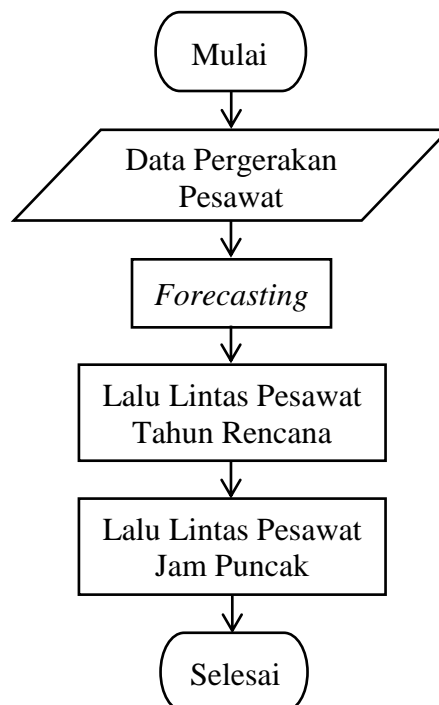 Mulai
Data Pergerakan
Pesawat
Forecasting
Lalu Lintas Pesawat
Tahun Rencana
Lalu Lintas Pesawat
Jam Puncak
Selesai